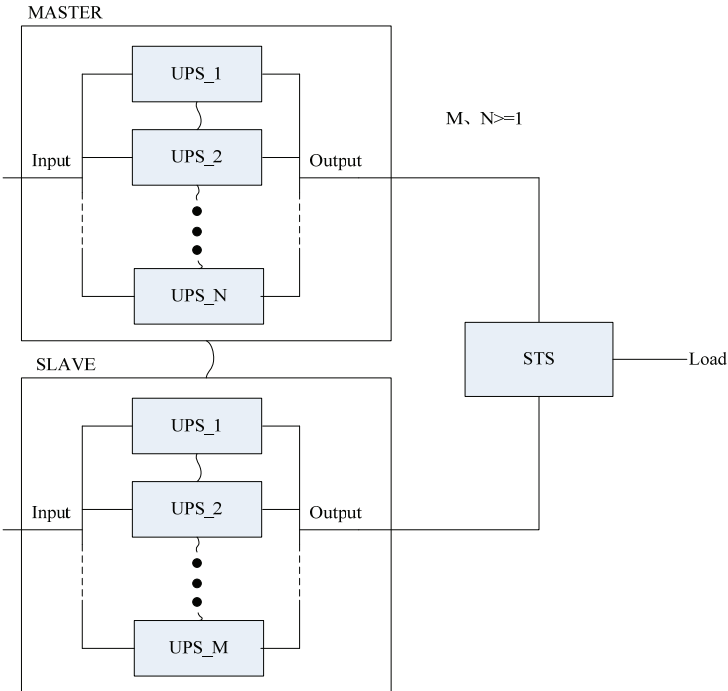 MASTER
UPS_1
M、N>=1
Input
UPS_2
Output
UPS_N
STS
Load
SLAVE
UPS_1
Input
UPS_2
Output
UPS_M